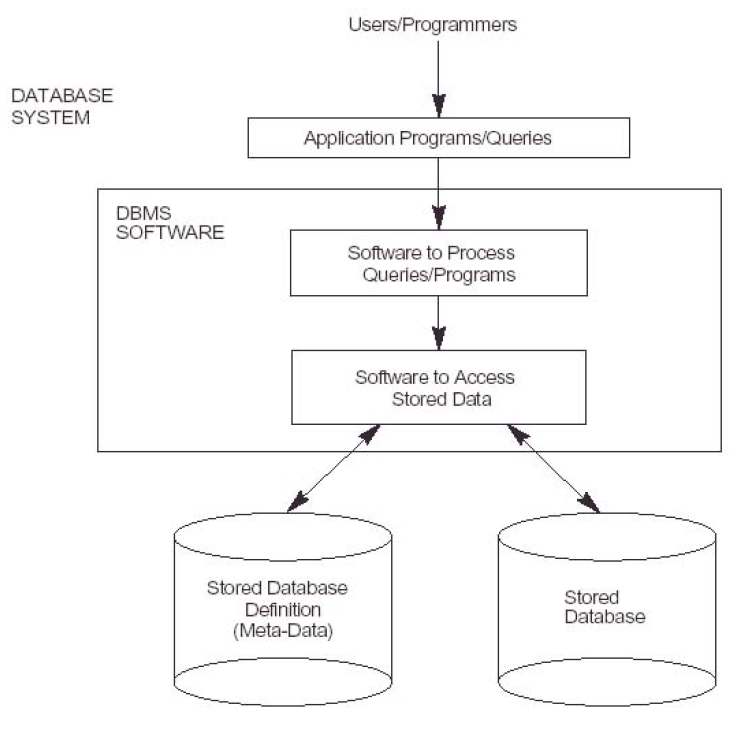 Users/Programmers
DATABASE
SYSTEM
Application Programs/Queries
DBMS
SOFTWARE
Software to Process
Queries/Programs
Software to Access
Stored Data
Stored Database
Definition
(Meta-Data)
Stored
Database